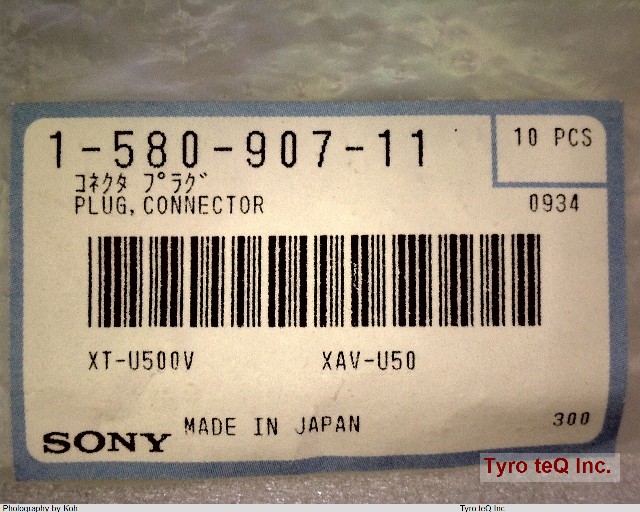 1-580-907-11
10 PCS
コネクタ プラグ
PLUG, CONNECTOR
0934
XT-U500V XAV-U50
SONY MADE IN JAPAN 300
Tyro teQ Inc.
Photography by Koh Tyro teQ Inc